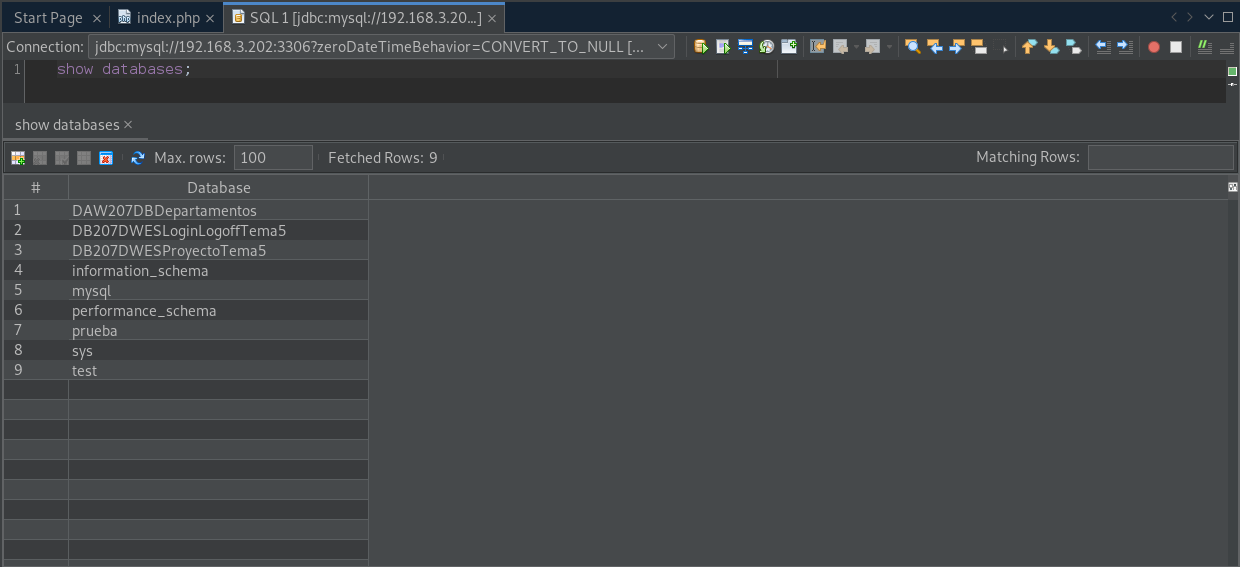 Start Page index.php SQL 1 [jdbc:mysql://192.168.3.20...]
Connection: jdbc:mysql://192.168.3.202:3306?zeroDateTimeBehavior=CONVERT_TO_NULL [...
1 show databases;
show databases
Max. rows: 100 Fetched Rows: 9 Matching Rows:
# Database
1 DAW207DBDepartamentos
2 DB207DWESLoginLogoffTema5
3 DB207DWESProyectoTema5
4 information_schema
5 mysql
6 performance_schema
7 prueba
8 sys
9 test